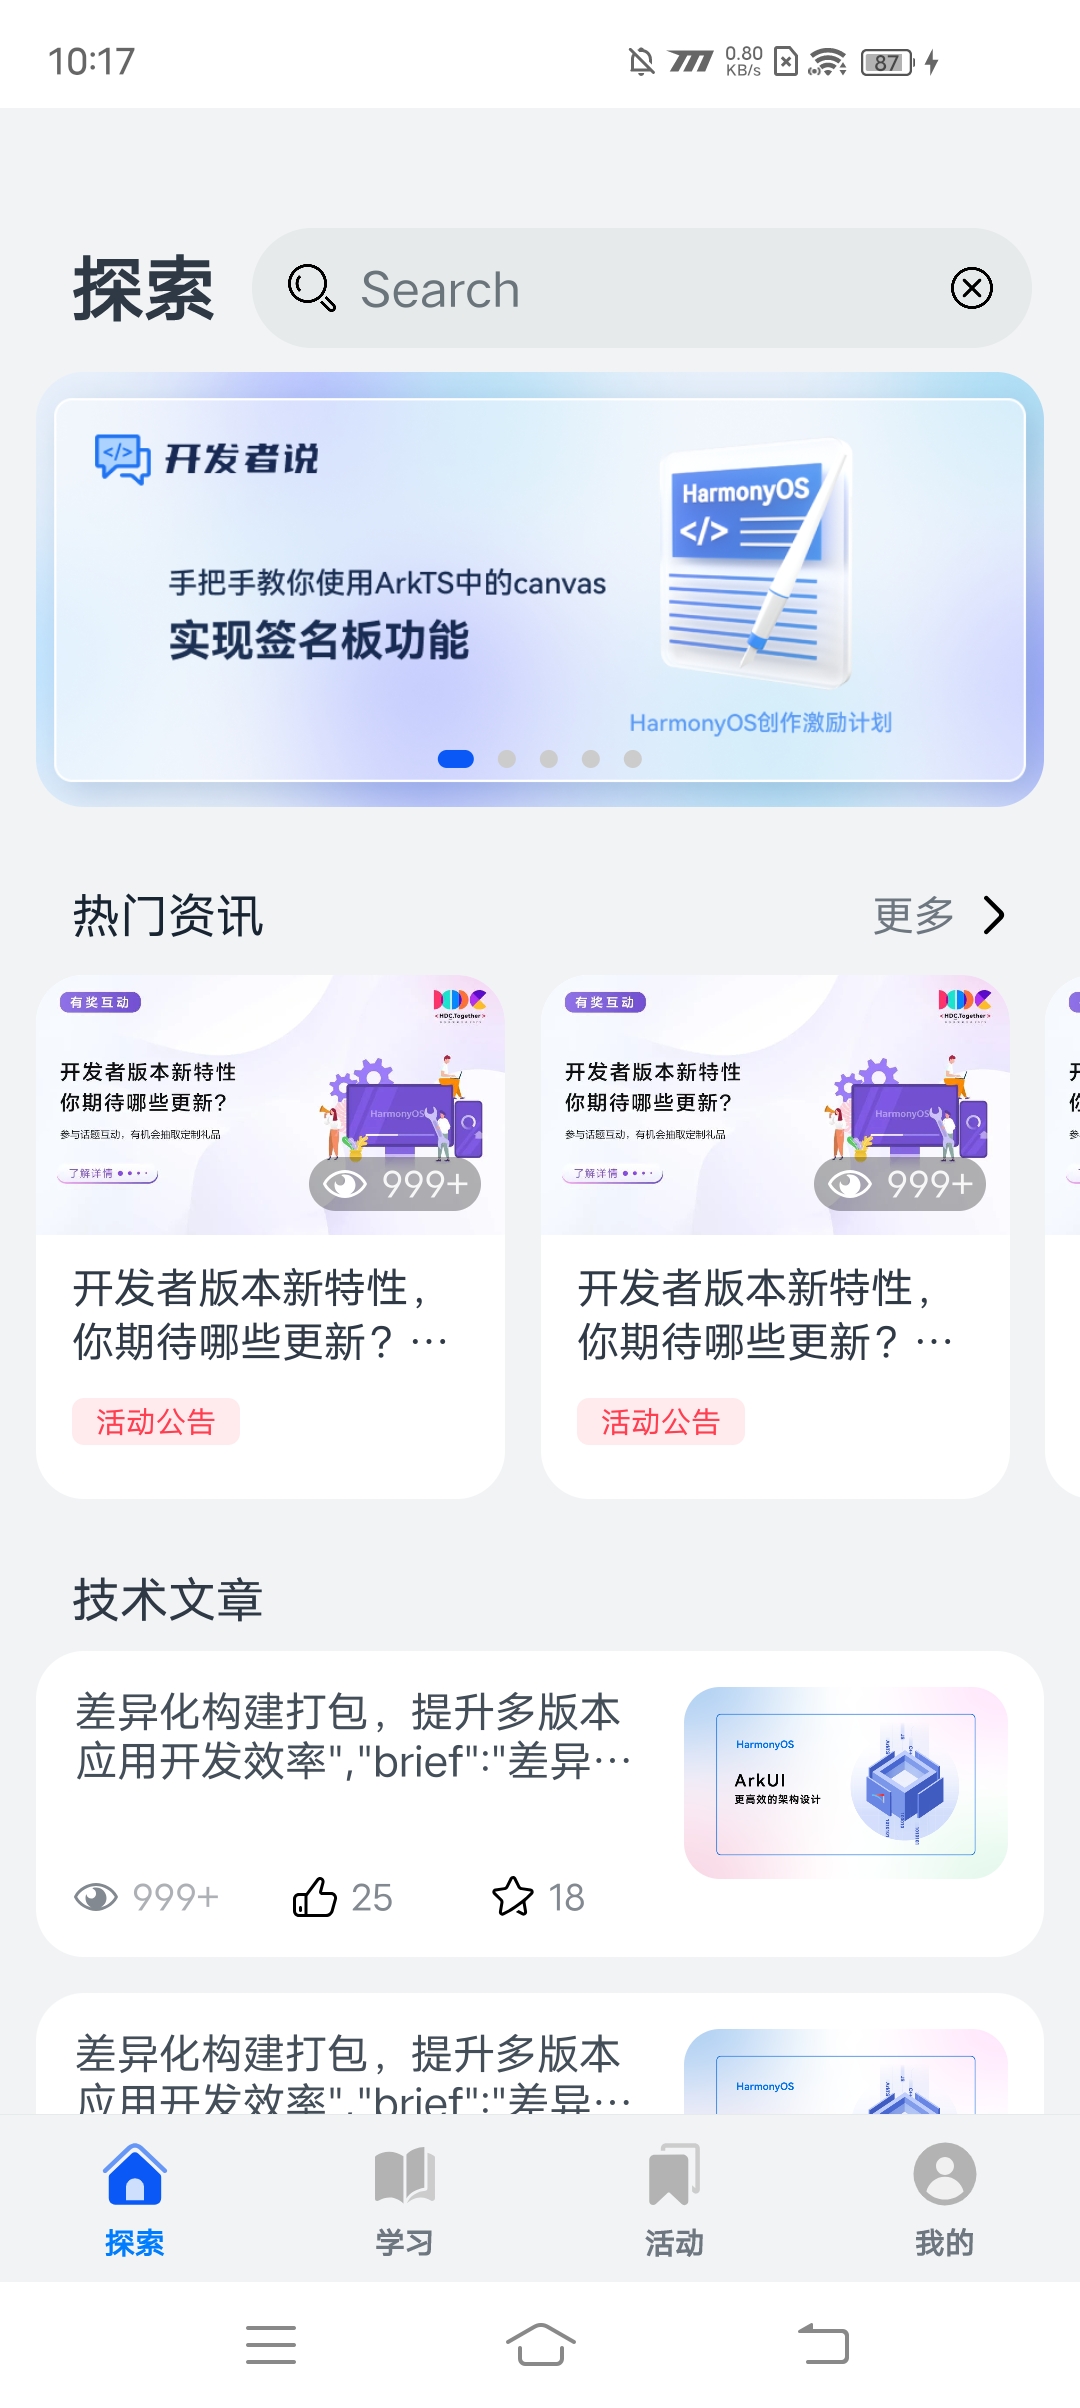 10:17
0.80
KB/s
87
探索
Search
开发者说
手把手教你使用ArkTS中的canvas
实现签名板功能
HarmonyOS
</>
HarmonyOS创作激励计划
热门资讯
更多
有奖互动
<HDC.Together>
开发者版本新特性
你期待哪些更新?
参与话题互动，有机会抽取定制礼品
HarmonyOS
了解详情
999+
开发者版本新特性，
你期待哪些更新？…
活动公告
有奖互动
<HDC.Together>
开发者版本新特性
你期待哪些更新?
参与话题互动，有机会抽取定制礼品
HarmonyOS
了解详情
999+
开发者版本新特性，
你期待哪些更新？…
活动公告
技术文章
差异化构建打包，提升多版本
应用开发效率","brief":"差异…
999+
25
18
HarmonyOS
ArkUI
更高效的架构设计
差异化构建打包，提升多版本
应用开发效率","brief":"差异…
HarmonyOS
探索
学习
活动
我的